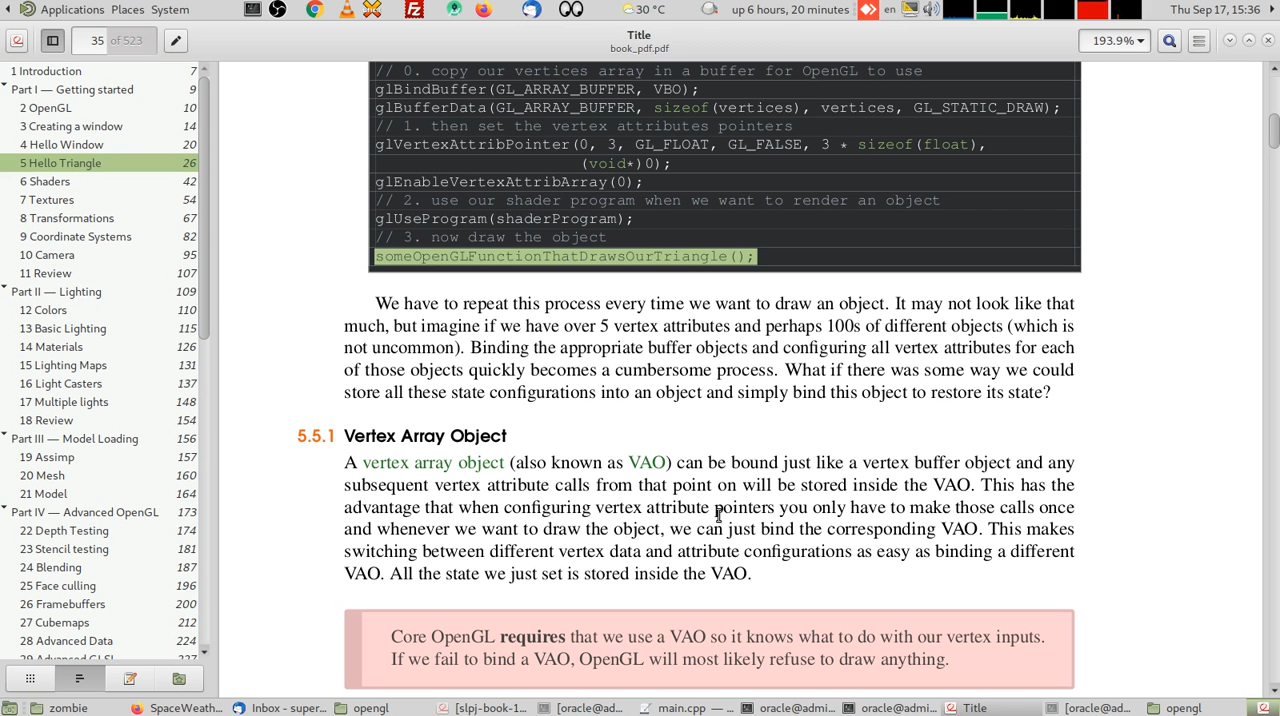 Applications Places System
30 °C
up 6 hours, 20 minutes
en
Thu Sep 17, 15:36
35 of 523
Title
book_pdf.pdf
193.9%
1 Introduction 7
Part I — Getting started 9
2 OpenGL 10
3 Creating a window 14
4 Hello Window 22
5 Hello Triangle 26
6 Shaders 42
7 Textures 54
8 Transformations 67
9 Coordinate Systems 82
10 Camera 95
11 Review 107
Part II — Lighting 109
12 Colors 110
13 Basic Lighting 115
14 Materials 126
15 Lighting Maps 131
16 Light Casters 137
17 Multiple lights 148
18 Review 154
Part III — Model Loading 156
19 Assimp 157
20 Mesh 160
21 Model 164
Part IV — Advanced OpenGL 173
22 Depth Testing 174
23 Stencil testing 181
24 Blending 187
25 Face culling 196
26 Framebuffers 200
27 Cubemaps 212
28 Advanced Data 224
// 0. copy our vertices array in a buffer for OpenGL to use
glBindBuffer(GL_ARRAY_BUFFER, VBO);
glBufferData(GL_ARRAY_BUFFER, sizeof(vertices), vertices, GL_STATIC_DRAW);
// 1. then set the vertex attributes pointers
glVertexAttribPointer(0, 3, GL_FLOAT, GL_FALSE, 3 * sizeof(float),
(void*)0);
glEnableVertexAttribArray(0);
// 2. use our shader program when we want to render an object
glUseProgram(shaderProgram);
// 3. now draw the object
someOpenGLFunctionThatDrawsOurTriangle();
We have to repeat this process every time we want to draw an object. It may not look like that
much, but imagine if we have over 5 vertex attributes and perhaps 100s of different objects (which is
not uncommon). Binding the appropriate buffer objects and configuring all vertex attributes for each
of those objects quickly becomes a cumbersome process. What if there was some way we could
store all these state configurations into an object and simply bind this object to restore its state?
5.5.1 Vertex Array Object
A vertex array object (also known as VAO) can be bound just like a vertex buffer object and any
subsequent vertex attribute calls from that point on will be stored inside the VAO. This has the
advantage that when configuring vertex attribute pointers you only have to make those calls once
and whenever we want to draw the object, we can just bind the corresponding VAO. This makes
switching between different vertex data and attribute configurations as easy as binding a different
VAO. All the state we just set is stored inside the VAO.
Core OpenGL requires that we use a VAO so it knows what to do with our vertex inputs.
If we fail to bind a VAO, OpenGL will most likely refuse to draw anything.
zombie
SpaceWeath...
Inbox - super...
opengl
[slpj-book-1...
[oracle@ad...
main.cpp — ...
oracle@admi...
oracle@admi...
Title
[oracle@ad...
opengl